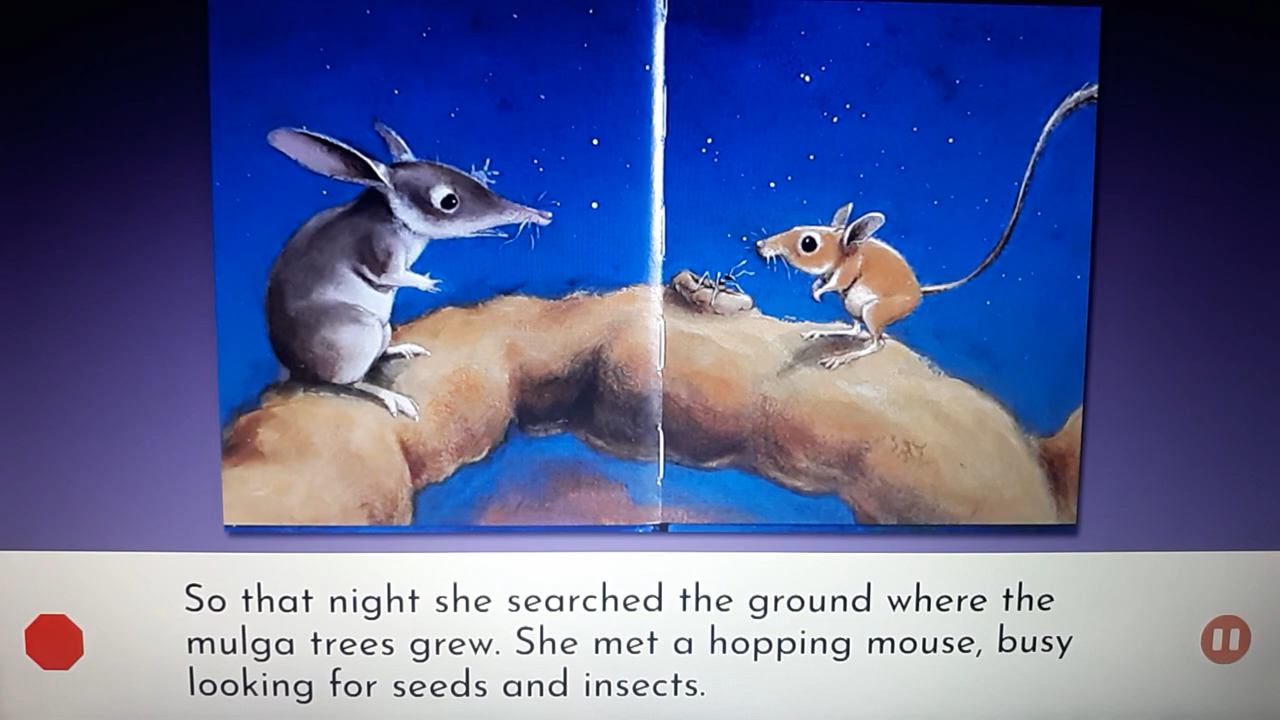 So that night she searched the ground where the
mulga trees grew. She met a hopping mouse, busy
looking for seeds and insects.